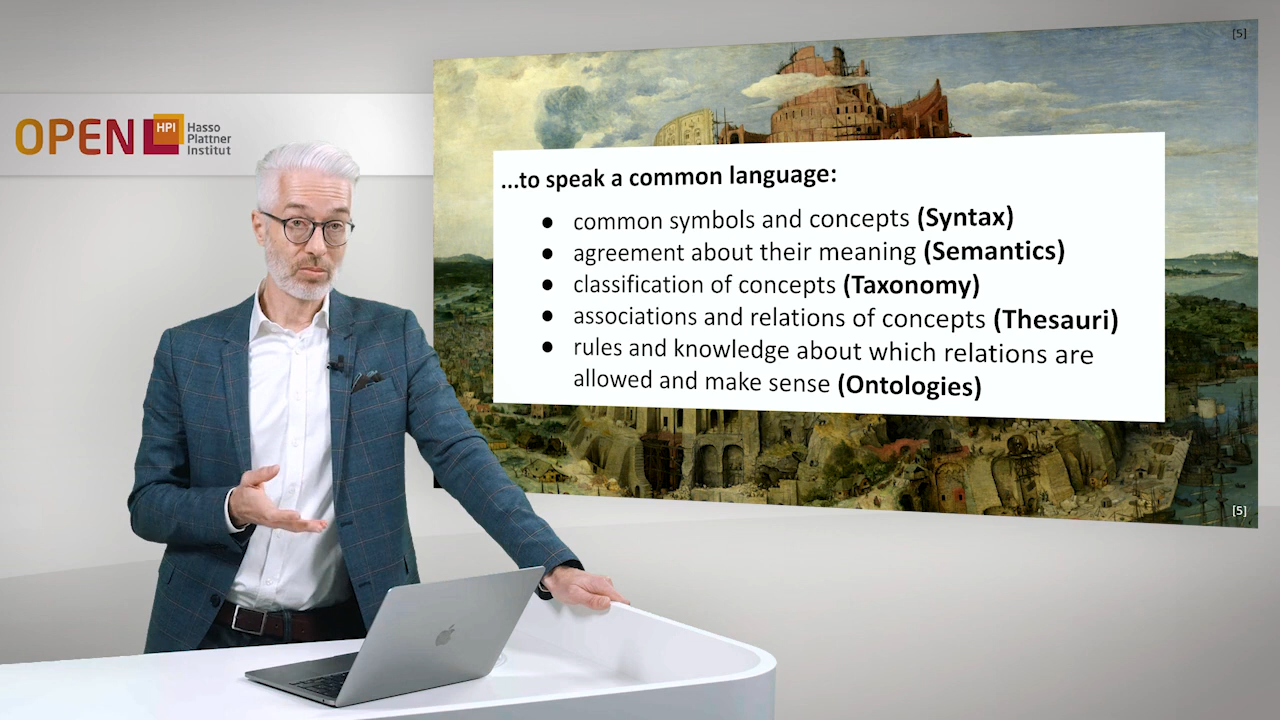 [5]
OPEN HPI Hasso
Plattner
Institut
...to speak a common language:
● common symbols and concepts (Syntax)
● agreement about their meaning (Semantics)
● classification of concepts (Taxonomy)
● associations and relations of concepts (Thesauri)
● rules and knowledge about which relations are
allowed and make sense (Ontologies)
[5]